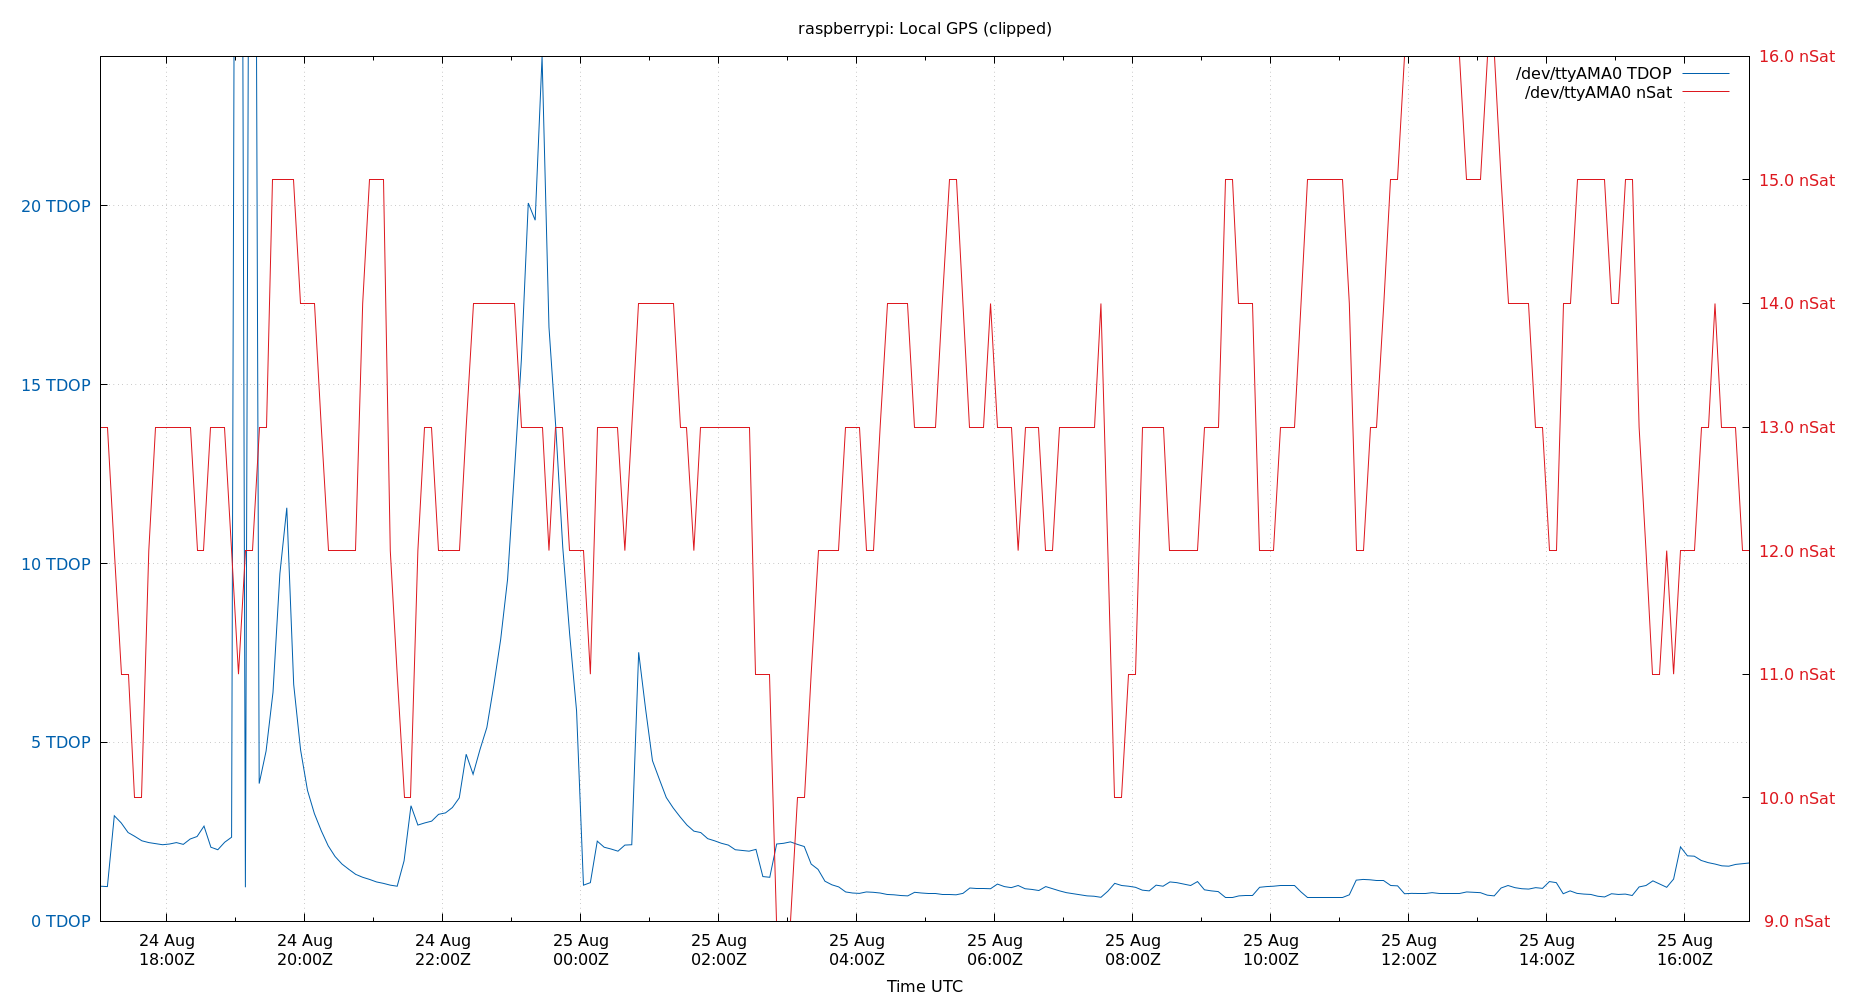 raspberrypi: Local GPS (clipped)
/dev/ttyAMA0 TDOP
/dev/ttyAMA0 nSat
20 TDOP
15 TDOP
10 TDOP
5 TDOP
0 TDOP
16.0 nSat
15.0 nSat
14.0 nSat
13.0 nSat
12.0 nSat
11.0 nSat
10.0 nSat
9.0 nSat
24 Aug 24 Aug 24 Aug 25 Aug 25 Aug 25 Aug 25 Aug 25 Aug 25 Aug 25 Aug 25 Aug 25 Aug
18:00Z 20:00Z 22:00Z 00:00Z 02:00Z 04:00Z 06:00Z 08:00Z 10:00Z 12:00Z 14:00Z 16:00Z
Time UTC